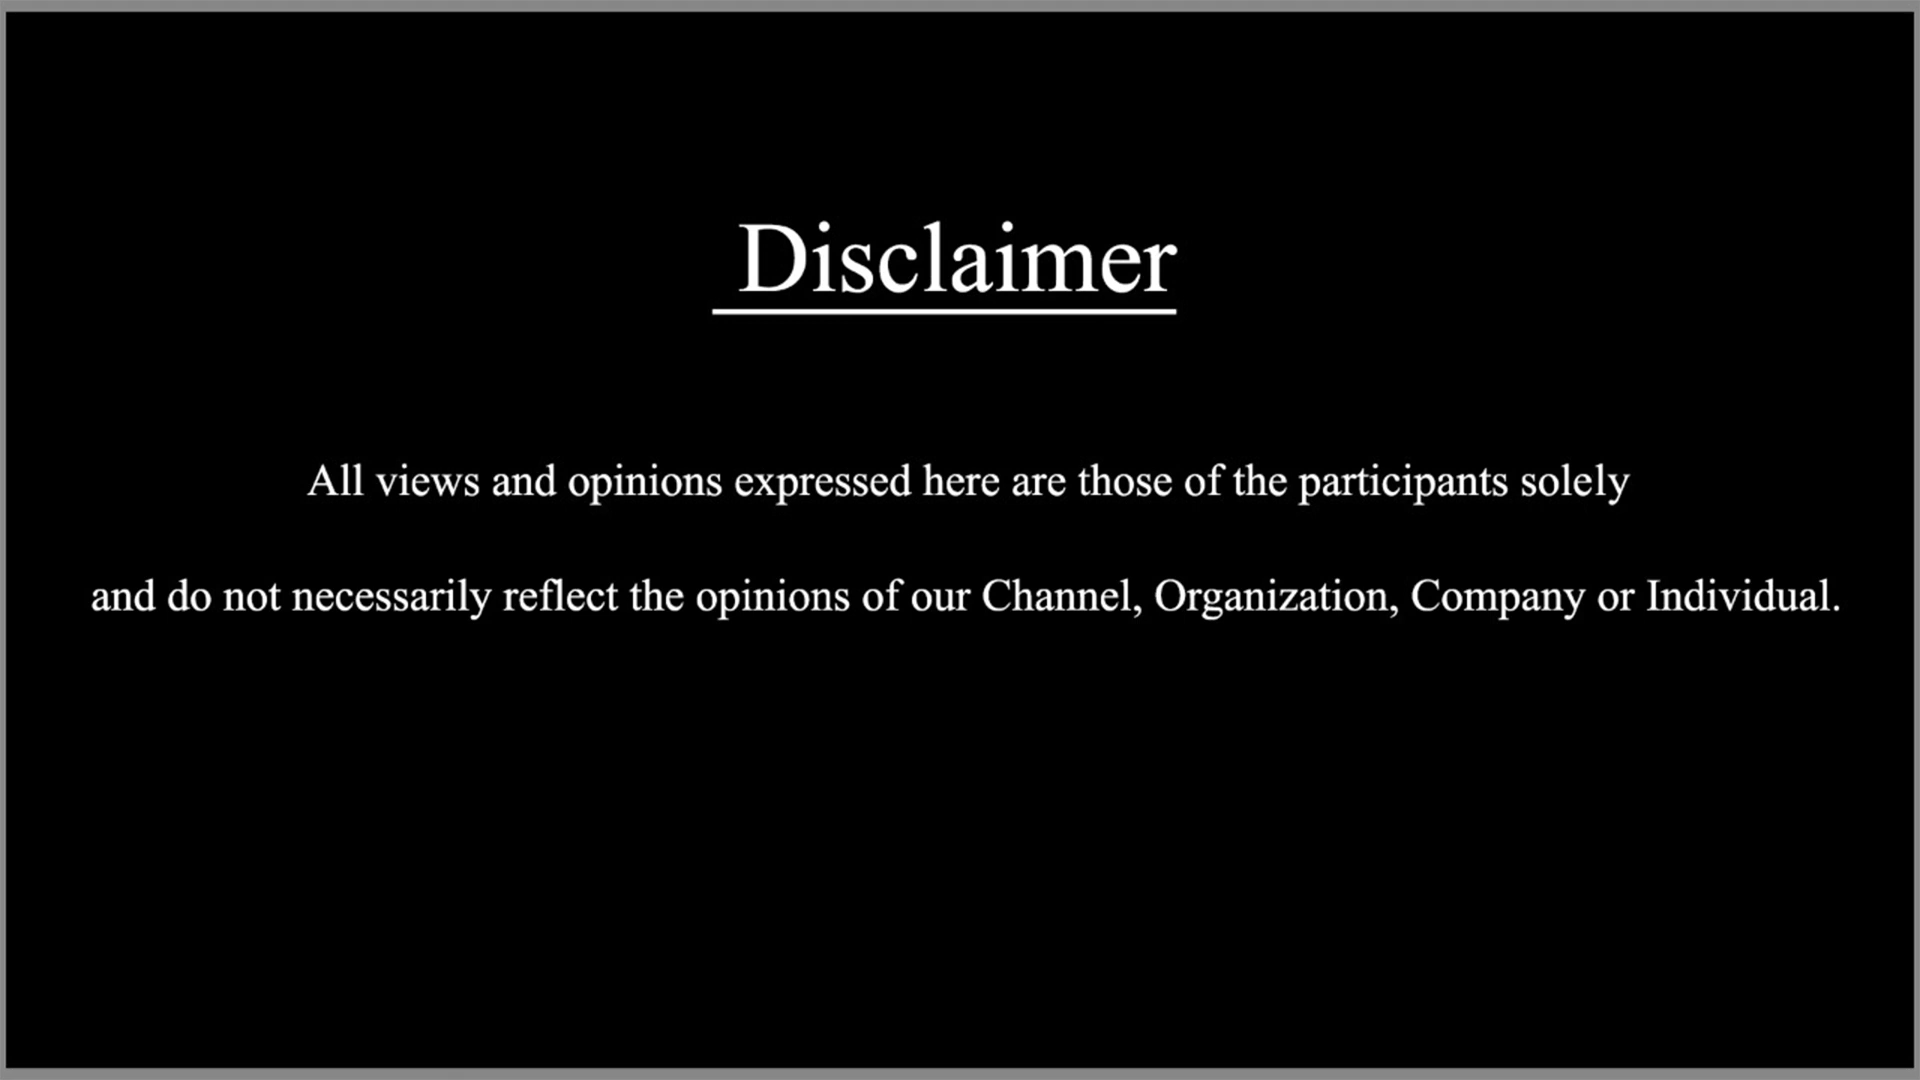 Disclaimer
All views and opinions expressed here are those of the participants solely
and do not necessarily reflect the opinions of our Channel, Organization, Company or Individual.